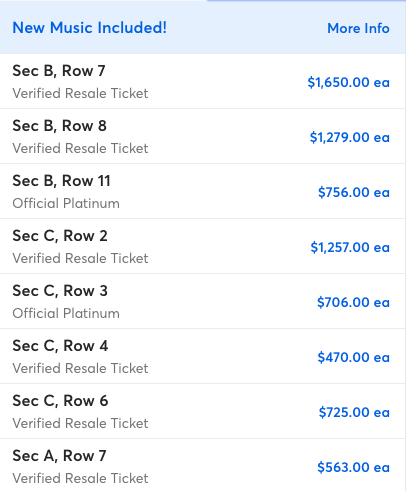 New Music Included! More Info
Sec B, Row 7
Verified Resale Ticket
$1,650.00 ea
Sec B, Row 8
Verified Resale Ticket
$1,279.00 ea
Sec B, Row 11
Official Platinum
$756.00 ea
Sec C, Row 2
Verified Resale Ticket
$1,257.00 ea
Sec C, Row 3
Official Platinum
$706.00 ea
Sec C, Row 4
Verified Resale Ticket
$470.00 ea
Sec C, Row 6
Verified Resale Ticket
$725.00 ea
Sec A, Row 7
Verified Resale Ticket
$563.00 ea